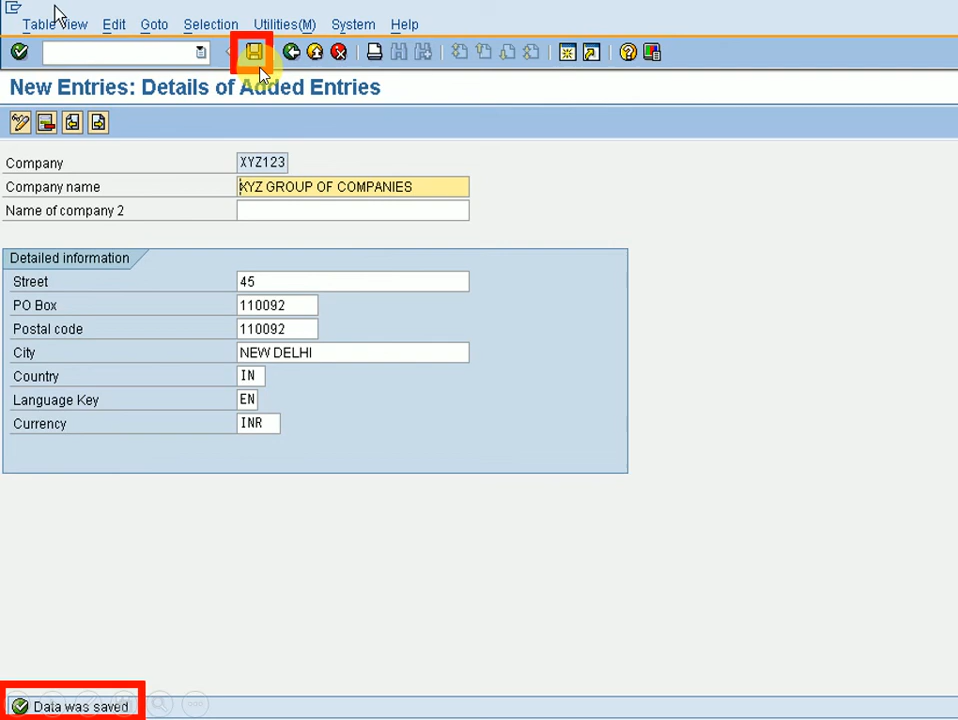 Table View Edit Goto Selection Utilities(M) System Help
New Entries: Details of Added Entries
Company XYZ123
Company name XYZ GROUP OF COMPANIES
Name of company 2
Detailed information
Street 45
PO Box 110092
Postal code 110092
City NEW DELHI
Country IN
Language Key EN
Currency INR
Data was saved